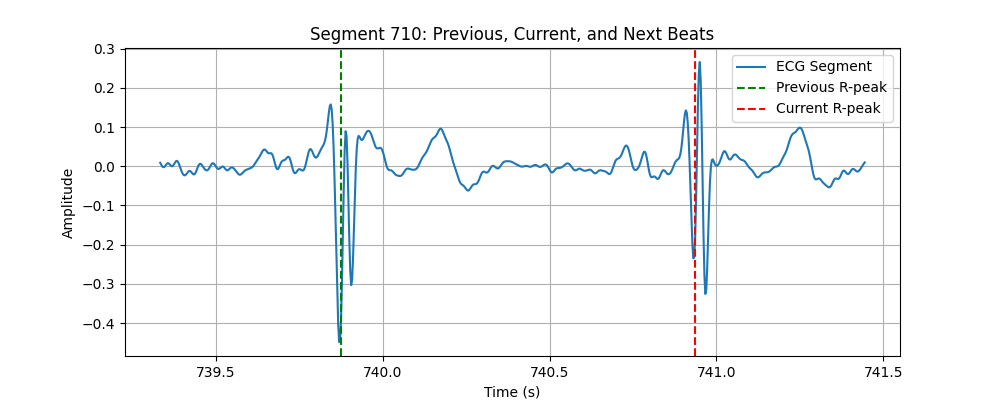 Segment 710: Previous, Current, and Next Beats
ECG Segment
Previous R-peak
Current R-peak
0.3
0.2
0.1
0.0
−0.1
−0.2
−0.3
−0.4
Amplitude
739.5
740.0
740.5
741.0
741.5
Time (s)